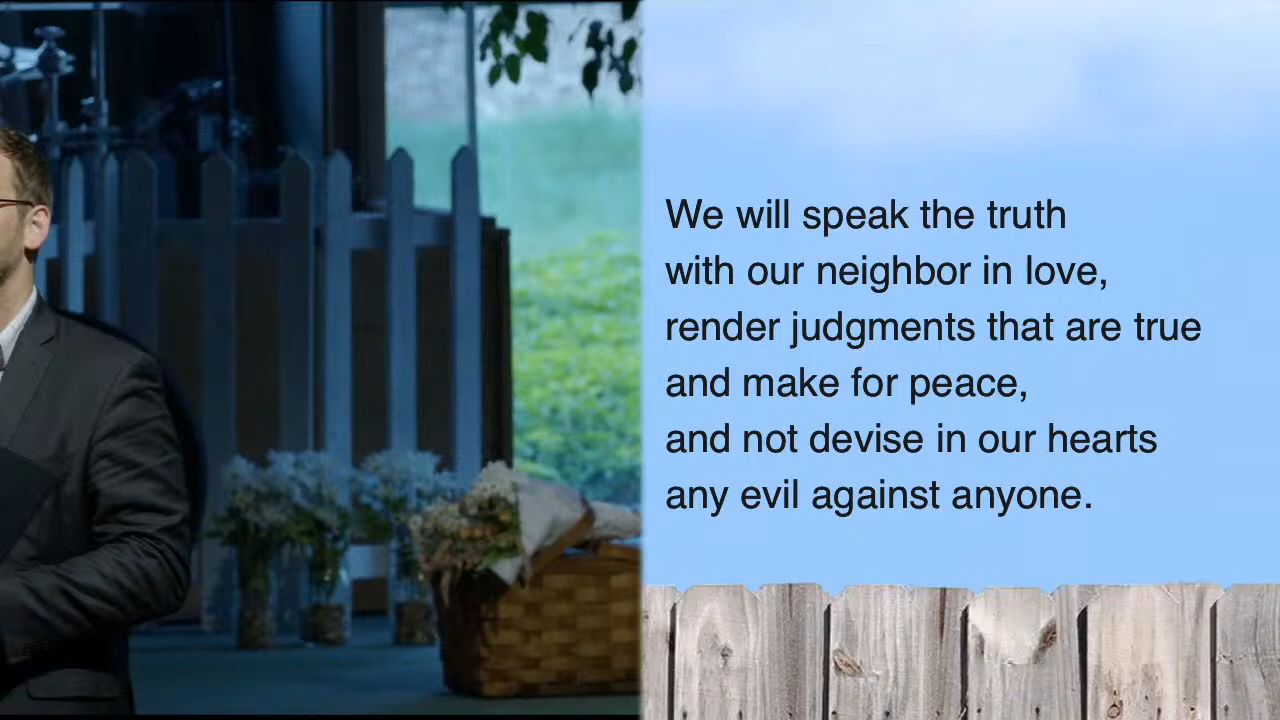 We will speak the truth
with our neighbor in love,
render judgments that are true
and make for peace,
and not devise in our hearts
any evil against anyone.